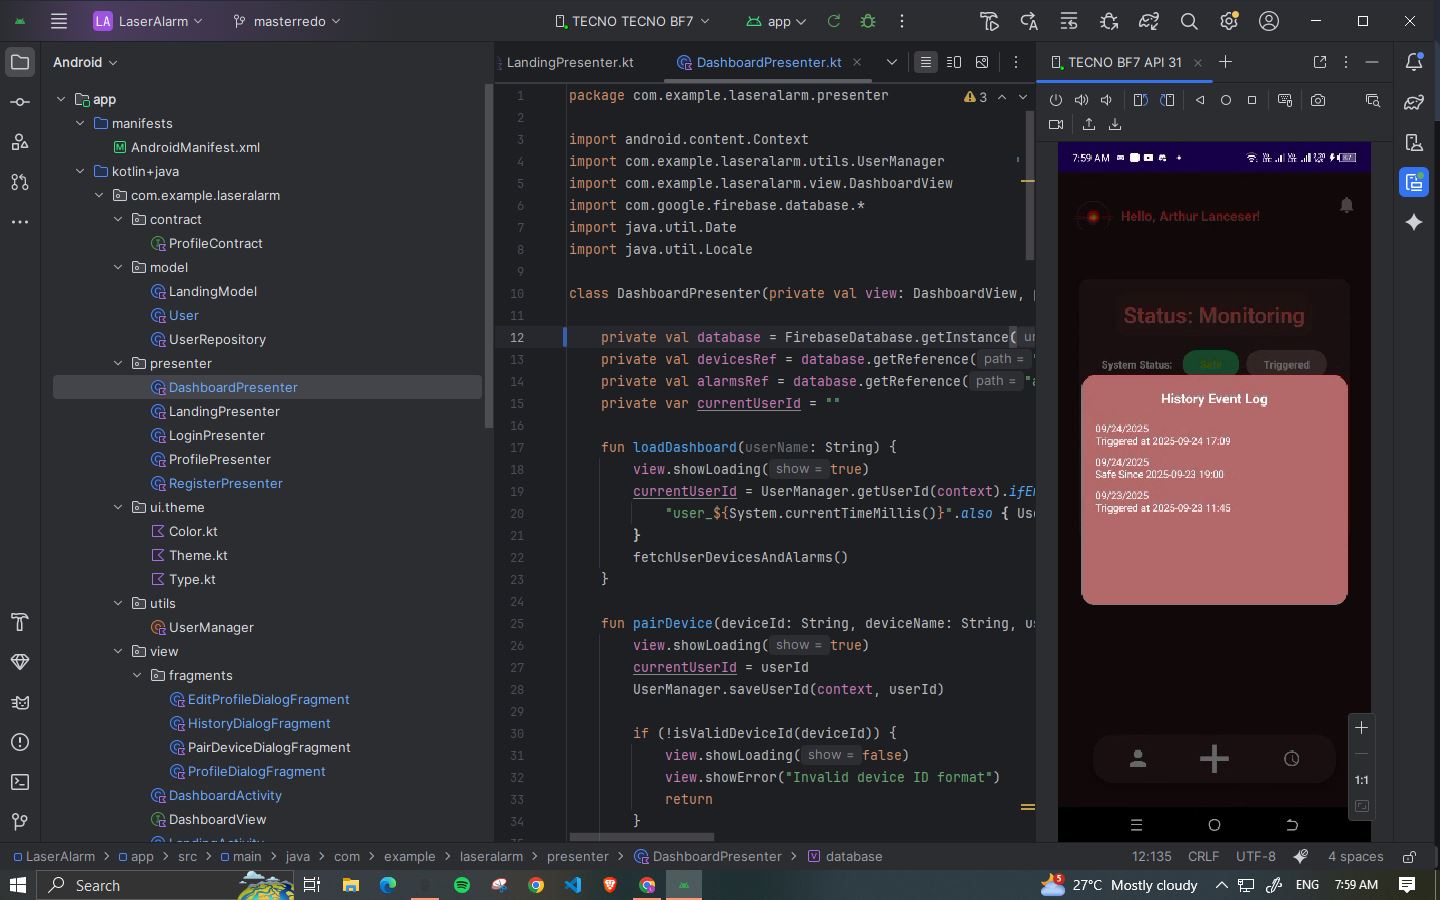 LA LaserAlarm
masterredo
TECNO TECNO BF7
app
Android
app
manifests
AndroidManifest.xml
kotlin+java
com.example.laseralarm
contract
ProfileContract
model
LandingModel
User
UserRepository
presenter
DashboardPresenter
LandingPresenter
LoginPresenter
ProfilePresenter
RegisterPresenter
ui.theme
Color.kt
Theme.kt
Type.kt
utils
UserManager
view
fragments
EditProfileDialogFragment
HistoryDialogFragment
PairDeviceDialogFragment
ProfileDialogFragment
DashboardActivity
DashboardView
LandingActivity
LandingPresenter.kt
DashboardPresenter.kt
3
1 package com.example.laseralarm.presenter
2
3 import android.content.Context
4 import com.example.laseralarm.utils.UserManager
5 import com.example.laseralarm.view.DashboardView
6 import com.google.firebase.database.*
7 import java.util.Date
8 import java.util.Locale
9
10 class DashboardPresenter(private val view: DashboardView, p
11
12 private val database = FirebaseDatabase.getInstance( ur
13 private val devicesRef = database.getReference( path = "
14 private val alarmsRef = database.getReference( path = "a
15 private var currentUserId = ""
16
17 fun loadDashboard(userName: String) {
18 view.showLoading( show = true)
19 currentUserId = UserManager.getUserId(context).ifEm
20 "user_${System.currentTimeMillis()}".also { Use
21 }
22 fetchUserDevicesAndAlarms()
23 }
24
25 fun pairDevice(deviceId: String, deviceName: String, us
26 view.showLoading( show = true)
27 currentUserId = userId
28 UserManager.saveUserId(context, userId)
29
30 if (!isValidDeviceId(deviceId)) {
31 view.showLoading( show = false)
32 view.showError("Invalid device ID format")
33 return
34 }
TECNO BF7 API 31
7:59 AM
Hello, Arthur Lanceser!
Status: Monitoring
System Status: Safe Triggered
History Event Log
09/24/2025
Triggered at 2025-09-24 17:09
09/24/2025
Safe Since 2025-09-23 19:00
09/23/2025
Triggered at 2025-09-23 11:45
1:1
LaserAlarm > app > src > main > java > com > example > laseralarm > presenter > DashboardPresenter > database
12:135 CRLF UTF-8 4 spaces
Search
5 27°C Mostly cloudy
ENG 7:59 AM